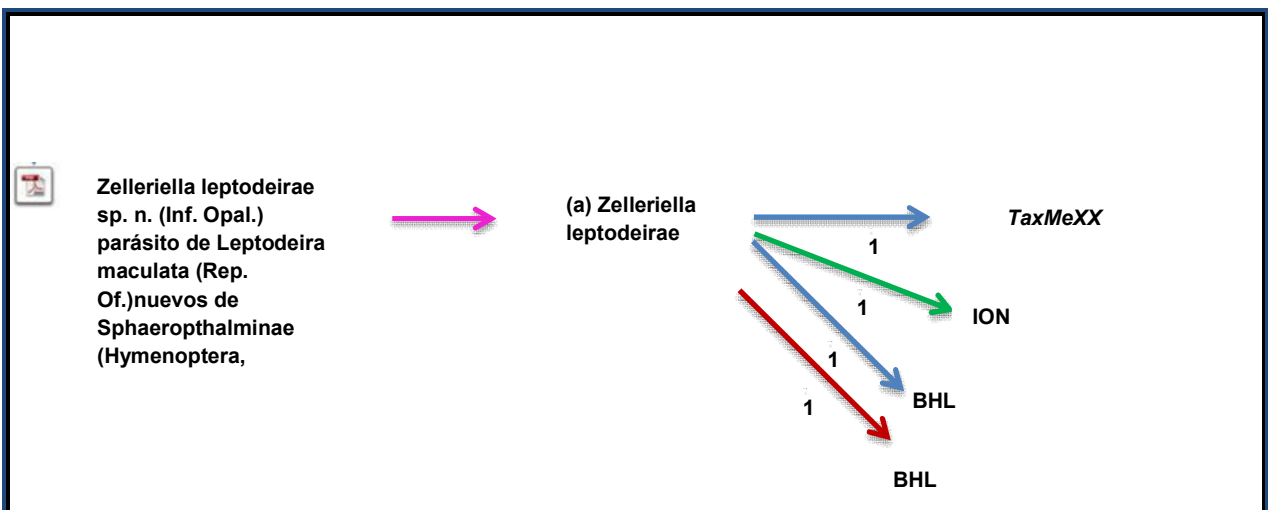 Zelleriella leptodeirae
sp. n. (Inf. Opal.)
parásito de Leptodeira
maculata (Rep.
Of.)nuevos de
Sphaeropthalminae
(Hymenoptera,
(a) Zelleriella
leptodeirae
TaxMeXX
1
1
ION
1
BHL
1
BHL